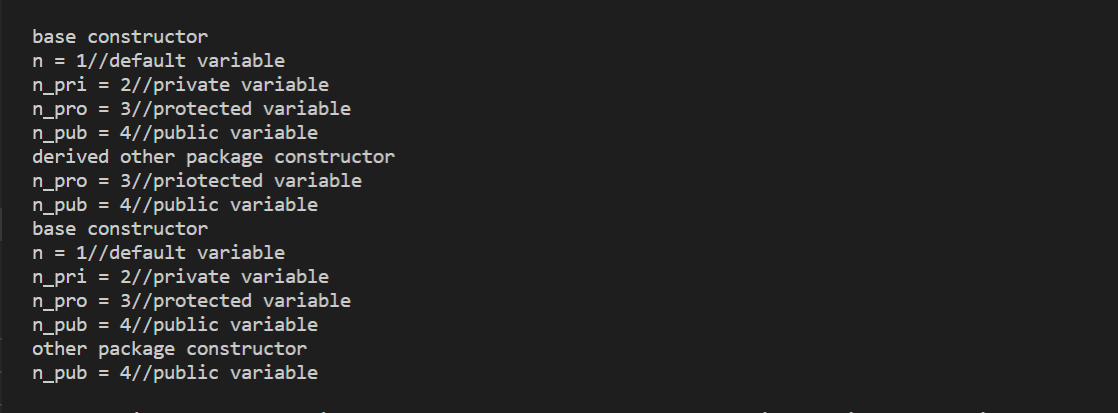 base constructor
n = 1//default variable
n_pri = 2//private variable
n_pro = 3//protected variable
n_pub = 4//public variable
derived other package constructor
n_pro = 3//priotected variable
n_pub = 4//public variable
base constructor
n = 1//default variable
n_pri = 2//private variable
n_pro = 3//protected variable
n_pub = 4//public variable
other package constructor
n_pub = 4//public variable